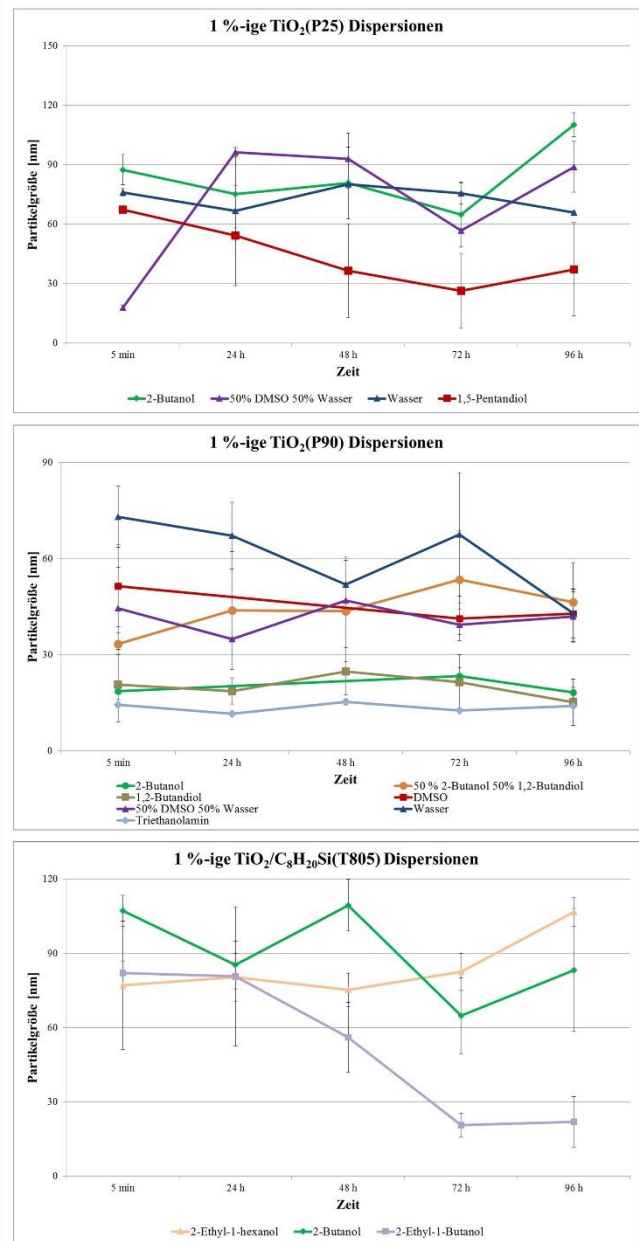 1 %-ige TiO₂(P25) Dispersionen
150
120
90
60
30
0
Partikelgröße [nm]
5 min 24 h 48 h 72 h 96 h
Zeit
2-Butanol 50% DMSO 50% Wasser Wasser 1,5-Pentandiol
1 %-ige TiO₂(P90) Dispersionen
90
60
30
0
Partikelgröße [nm]
5 min 24 h 48 h 72 h 96 h
Zeit
2-Butanol 50 % 2-Butanol 50% 1,2-Butandiol
1,2-Butandiol DMSO
50% DMSO 50% Wasser Wasser
Triethanolamin
1 %-ige TiO₂/C₈H₂₀Si(T805) Dispersionen
120
90
60
30
0
Partikelgröße [nm]
5 min 24 h 48 h 72 h 96 h
Zeit
2-Ethyl-1-hexanol 2-Butanol 2-Ethyl-1-Butanol